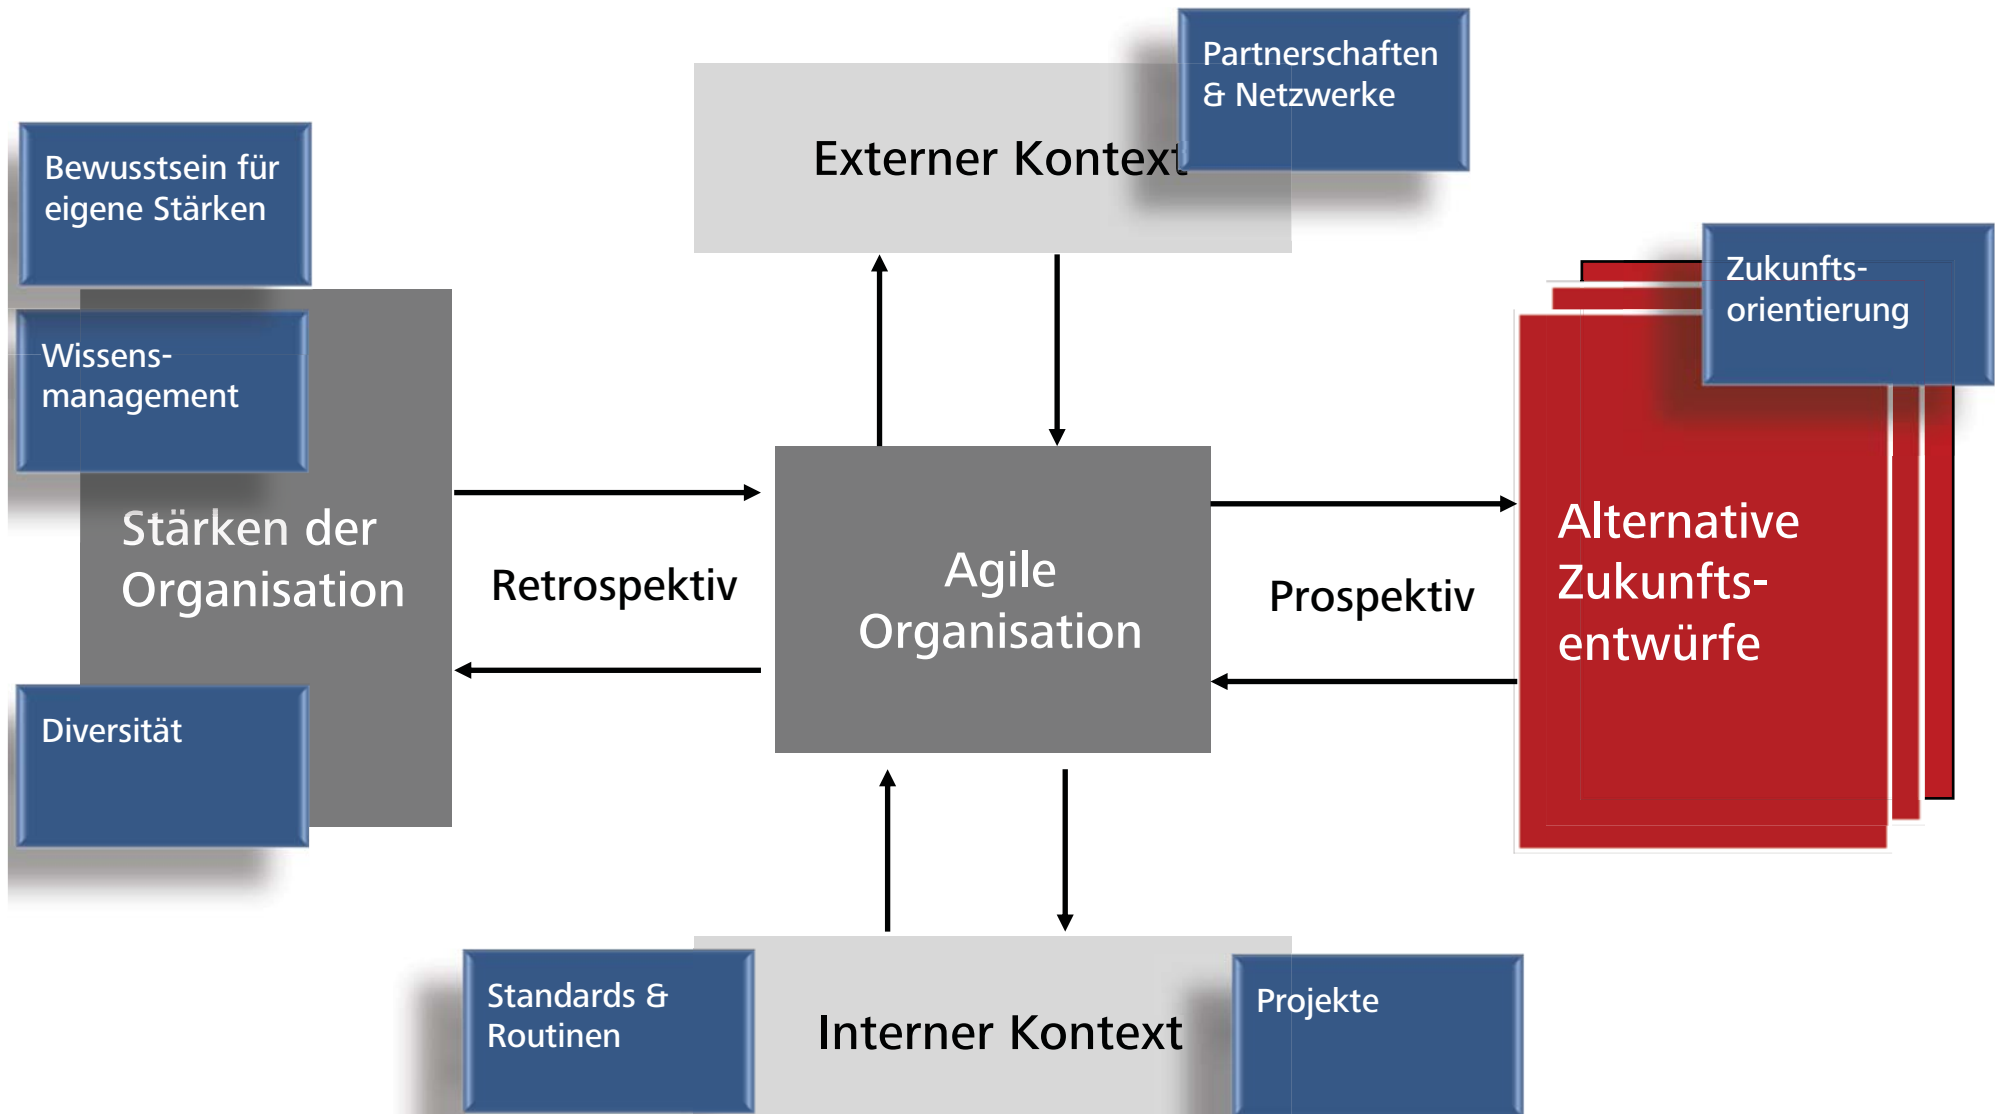 Partnerschaften
& Netzwerke
Externer Kontext
Bewusstsein für
eigene Stärken
Zukunfts-
orientierung
Wissens-
management
Stärken der
Organisation
Retrospektiv
Agile
Organisation
Prospektiv
Alternative
Zukunfts-
entwürfe
Diversität
Standards &
Routinen
Interner Kontext
Projekte